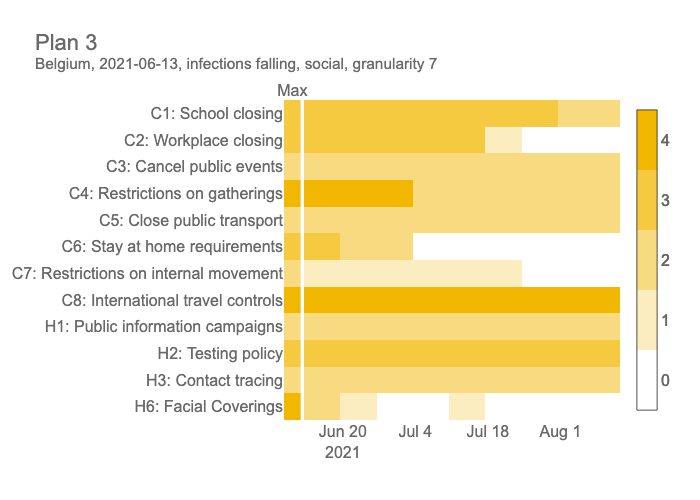 Plan 3
Belgium, 2021-06-13, infections falling, social, granularity 7
Max
C1: School closing
C2: Workplace closing
C3: Cancel public events
C4: Restrictions on gatherings
C5: Close public transport
C6: Stay at home requirements
C7: Restrictions on internal movement
C8: International travel controls
H1: Public information campaigns
H2: Testing policy
H3: Contact tracing
H6: Facial Coverings
4
3
2
1
0
Jun 20 Jul 4 Jul 18 Aug 1
2021